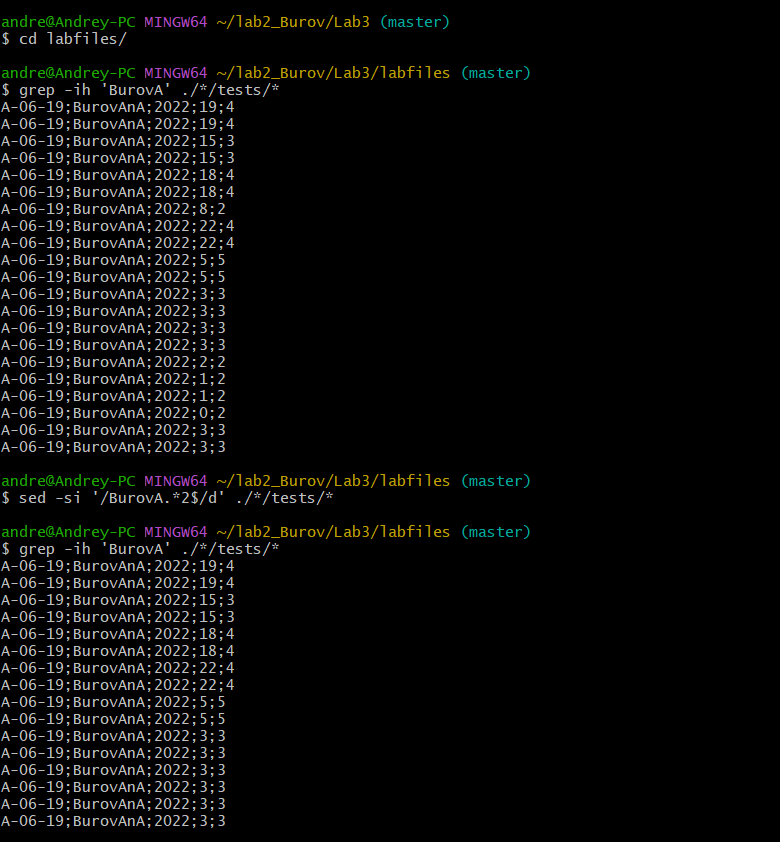 andre@Andrey-PC MINGW64 ~/lab2_Burov/Lab3 (master)
$ cd labfiles/
andre@Andrey-PC MINGW64 ~/lab2_Burov/Lab3/labfiles (master)
$ grep -ih 'BurovA' ./*/tests/*
A-06-19;BurovAnA;2022;19;4
A-06-19;BurovAnA;2022;19;4
A-06-19;BurovAnA;2022;15;3
A-06-19;BurovAnA;2022;15;3
A-06-19;BurovAnA;2022;18;4
A-06-19;BurovAnA;2022;18;4
A-06-19;BurovAnA;2022;8;2
A-06-19;BurovAnA;2022;22;4
A-06-19;BurovAnA;2022;22;4
A-06-19;BurovAnA;2022;5;5
A-06-19;BurovAnA;2022;5;5
A-06-19;BurovAnA;2022;3;3
A-06-19;BurovAnA;2022;3;3
A-06-19;BurovAnA;2022;3;3
A-06-19;BurovAnA;2022;3;3
A-06-19;BurovAnA;2022;2;2
A-06-19;BurovAnA;2022;1;2
A-06-19;BurovAnA;2022;1;2
A-06-19;BurovAnA;2022;0;2
A-06-19;BurovAnA;2022;3;3
A-06-19;BurovAnA;2022;3;3
andre@Andrey-PC MINGW64 ~/lab2_Burov/Lab3/labfiles (master)
$ sed -si '/BurovA.*2$/d' ./*/tests/*
andre@Andrey-PC MINGW64 ~/lab2_Burov/Lab3/labfiles (master)
$ grep -ih 'BurovA' ./*/tests/*
A-06-19;BurovAnA;2022;19;4
A-06-19;BurovAnA;2022;19;4
A-06-19;BurovAnA;2022;15;3
A-06-19;BurovAnA;2022;15;3
A-06-19;BurovAnA;2022;18;4
A-06-19;BurovAnA;2022;18;4
A-06-19;BurovAnA;2022;22;4
A-06-19;BurovAnA;2022;22;4
A-06-19;BurovAnA;2022;5;5
A-06-19;BurovAnA;2022;5;5
A-06-19;BurovAnA;2022;3;3
A-06-19;BurovAnA;2022;3;3
A-06-19;BurovAnA;2022;3;3
A-06-19;BurovAnA;2022;3;3
A-06-19;BurovAnA;2022;3;3
A-06-19;BurovAnA;2022;3;3